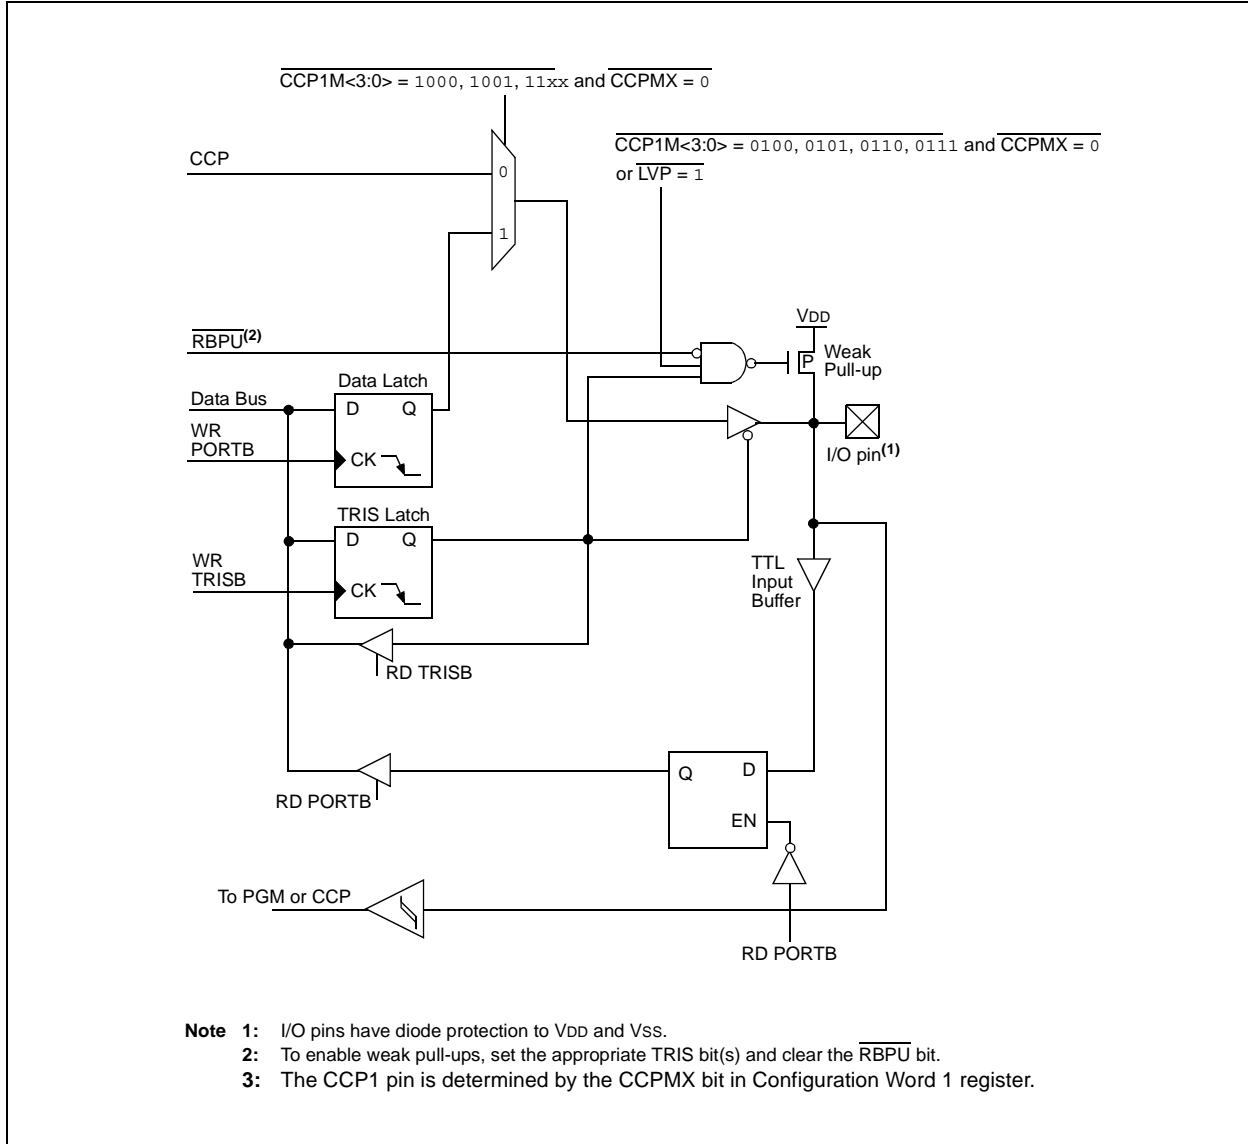 CCP1M<3:0> = 1000, 1001, 11xx and CCPMX = 0
CCP1M<3:0> = 0100, 0101, 0110, 0111 and CCPMX = 0
or LVP = 1
CCP
0
1
VDD
RBPU(2)
P
Weak
Pull-up
Data Latch
Data Bus
D Q
WR
PORTB
CK
I/O pin(1)
TRIS Latch
D Q
WR
TRISB
CK
TTL
Input
Buffer
RD TRISB
Q D
EN
RD PORTB
To PGM or CCP
RD PORTB
Note 1: I/O pins have diode protection to VDD and VSS.
2: To enable weak pull-ups, set the appropriate TRIS bit(s) and clear the RBPU bit.
3: The CCP1 pin is determined by the CCPMX bit in Configuration Word 1 register.